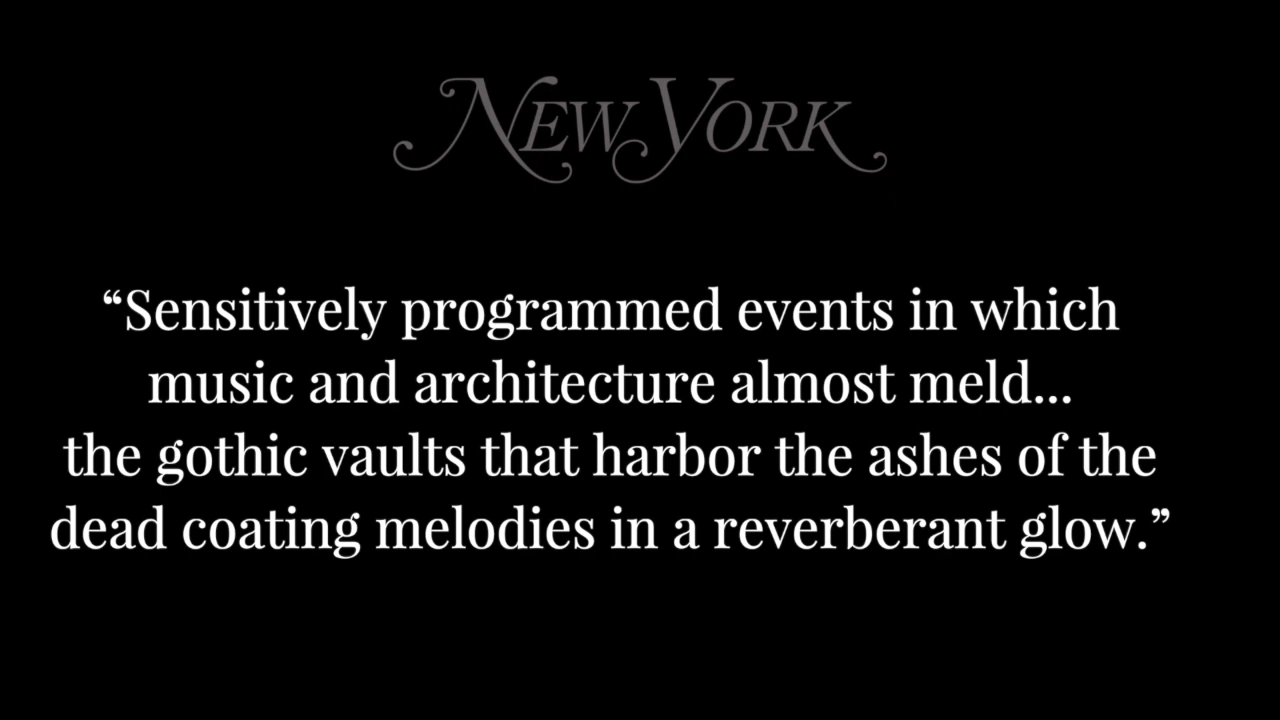 NEW YORK
“Sensitively programmed events in which
music and architecture almost meld...
the gothic vaults that harbor the ashes of the
dead coating melodies in a reverberant glow.”